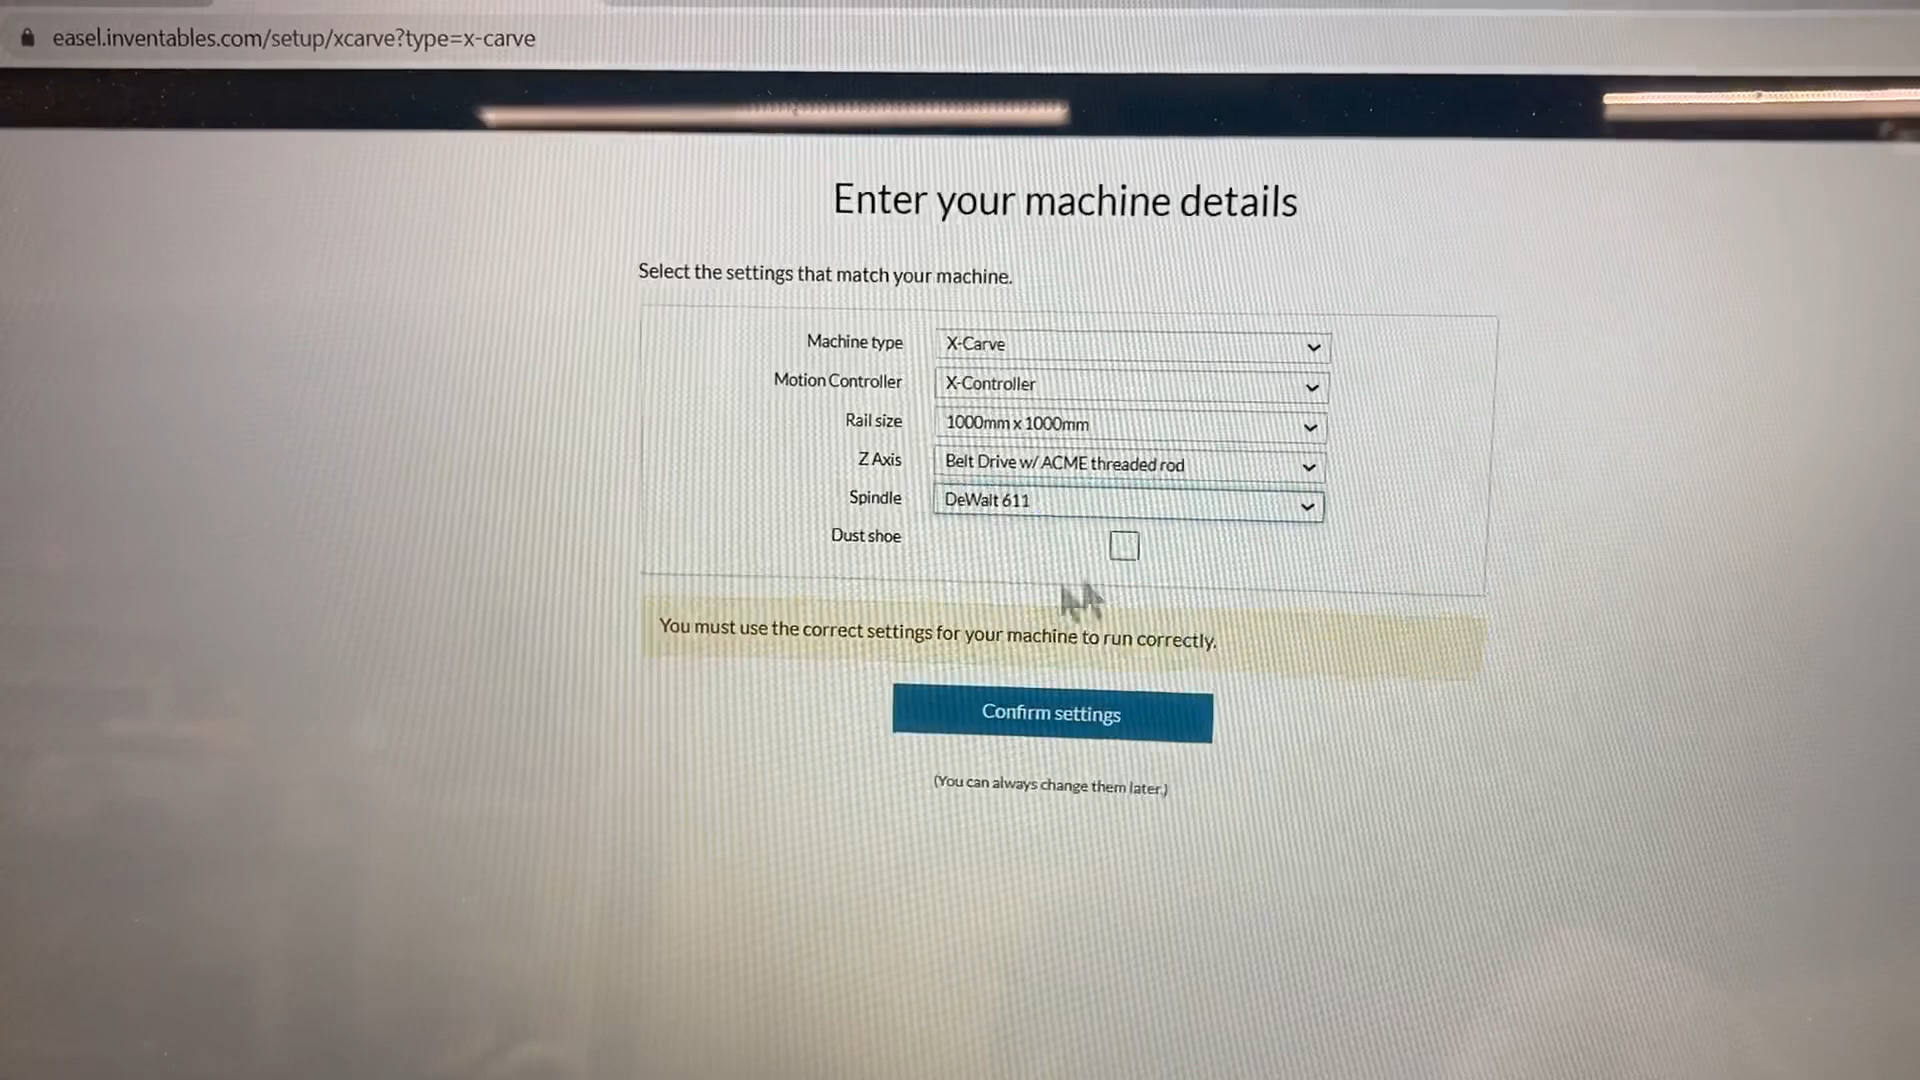 easel.inventables.com/setup/xcarve?type=x-carve
Enter your machine details
Select the settings that match your machine.
Machine type X-Carve
Motion Controller X-Controller
Rail size 1000mm x 1000mm
Z Axis Belt Drive w/ ACME threaded rod
Spindle DeWalt 611
Dust shoe
You must use the correct settings for your machine to run correctly.
Confirm settings
(You can always change them later.)